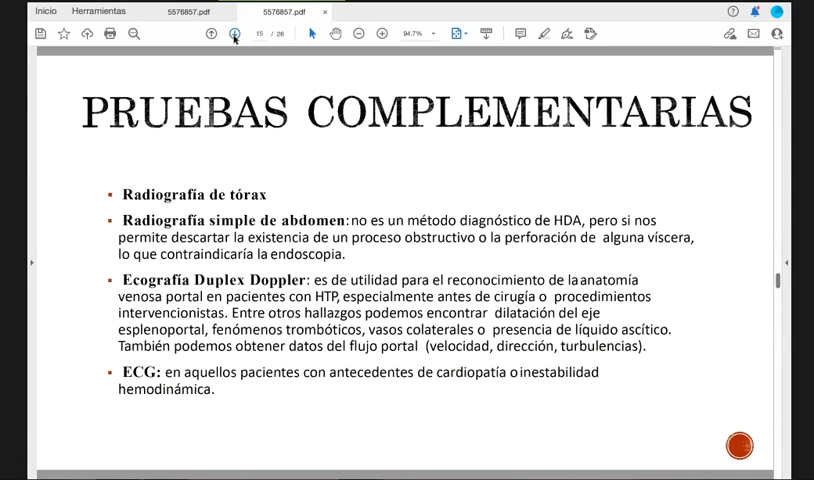 Inicio Herramientas 5576857.pdf 5576857.pdf ×
15 / 26 94.7%
PRUEBAS COMPLEMENTARIAS
▪ Radiografía de tórax
▪ Radiografía simple de abdomen: no es un método diagnóstico de HDA, pero si nos
permite descartar la existencia de un proceso obstructivo o la perforación de alguna víscera,
lo que contraindicaría la endoscopia.
▪ Ecografía Duplex Doppler: es de utilidad para el reconocimiento de la anatomía
venosa portal en pacientes con HTP, especialmente antes de cirugía o procedimientos
intervencionistas. Entre otros hallazgos podemos encontrar dilatación del eje
esplenoportal, fenómenos trombóticos, vasos colaterales o presencia de líquido ascítico.
También podemos obtener datos del flujo portal (velocidad, dirección, turbulencias).
▪ ECG: en aquellos pacientes con antecedentes de cardiopatía o inestabilidad
hemodinámica.